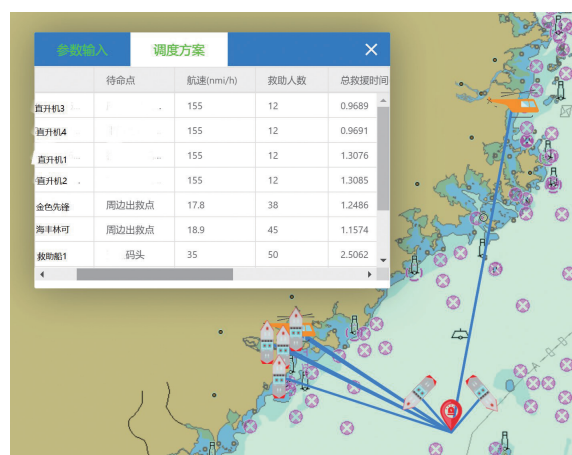 参数输入 调度方案 ×
待命点 航速(nmi/h) 救助人数 总救援时间
直升机3 155 12 0.9689
直升机4 155 12 0.9691
直升机1 155 12 1.3076
直升机2 155 12 1.3085
金色先锋 周边出救点 17.8 38 1.2486
海丰林可 周边出救点 18.9 45 1.1574
救助船1 码头 35 50 2.5062